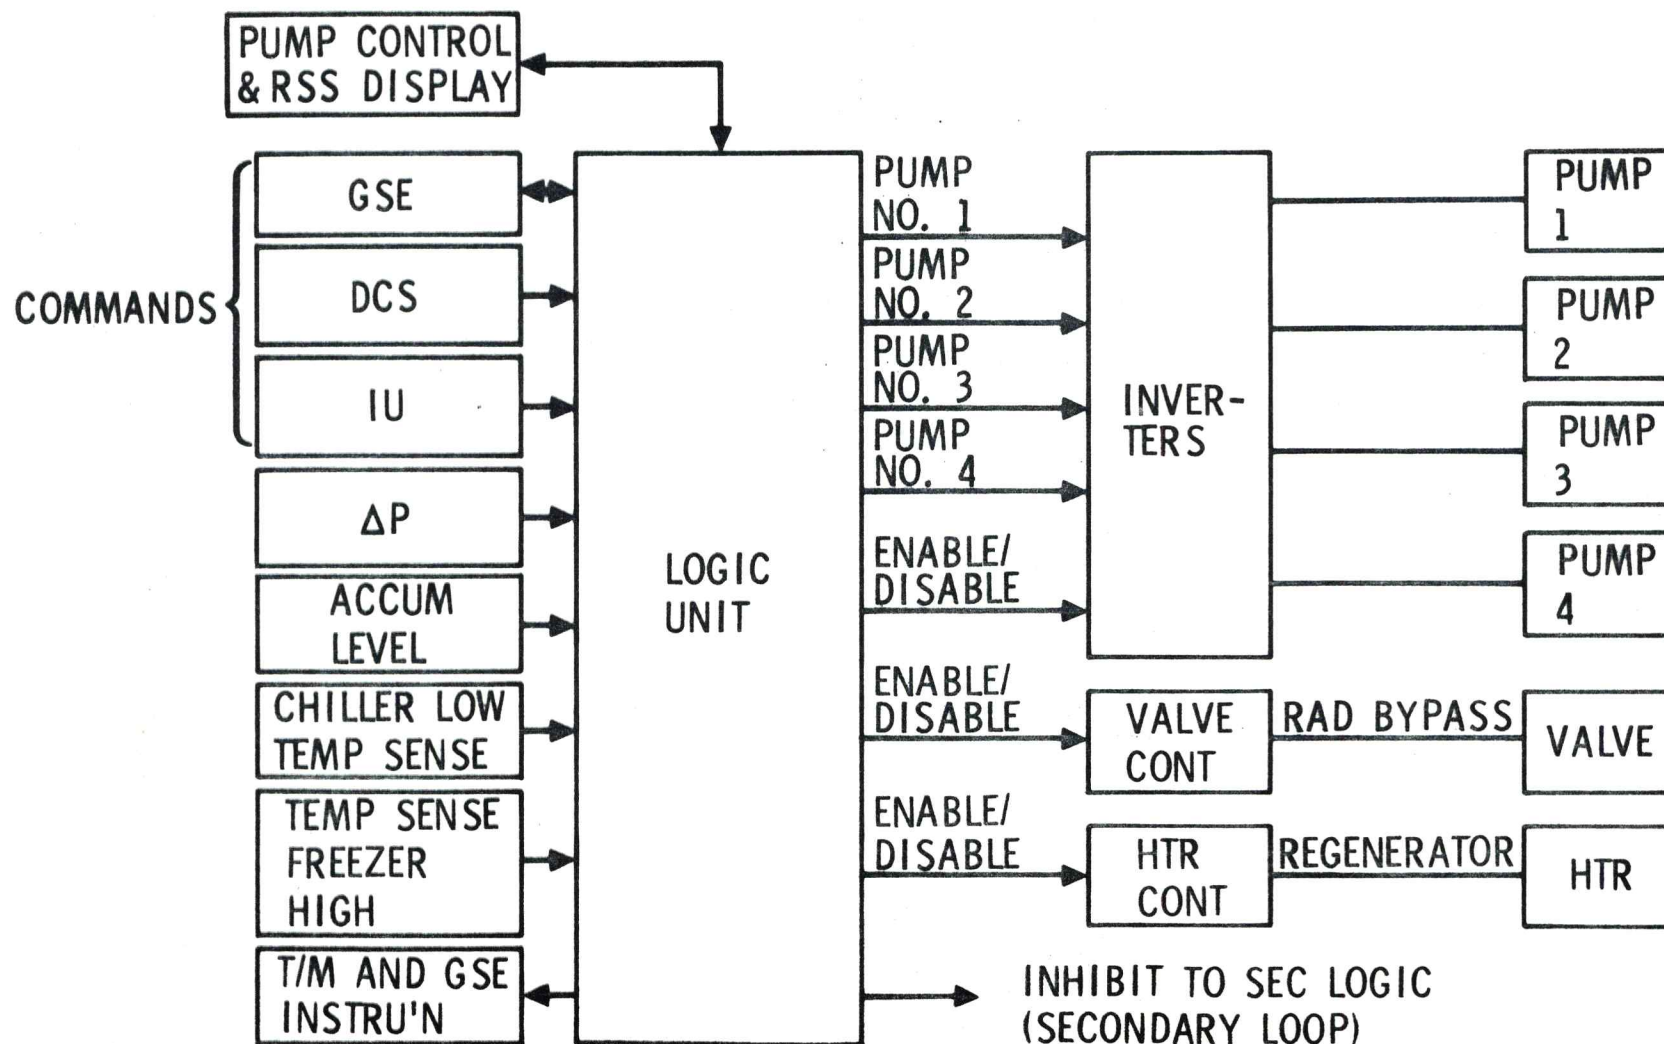 PUMP CONTROL
& RSS DISPLAY
COMMANDS
GSE
DCS
IU
ΔP
ACCUM
LEVEL
CHILLER LOW
TEMP SENSE
TEMP SENSE
FREEZER
HIGH
T/M AND GSE
INSTRU'N
LOGIC
UNIT
PUMP
NO. 1
PUMP
NO. 2
PUMP
NO. 3
PUMP
NO. 4
ENABLE/
DISABLE
ENABLE/
DISABLE
ENABLE/
DISABLE
INHIBIT TO SEC LOGIC
(SECONDARY LOOP)
INVER-
TERS
VALVE
CONT
HTR
CONT
RAD BYPASS
REGENERATOR
PUMP
1
PUMP
2
PUMP
3
PUMP
4
VALVE
HTR